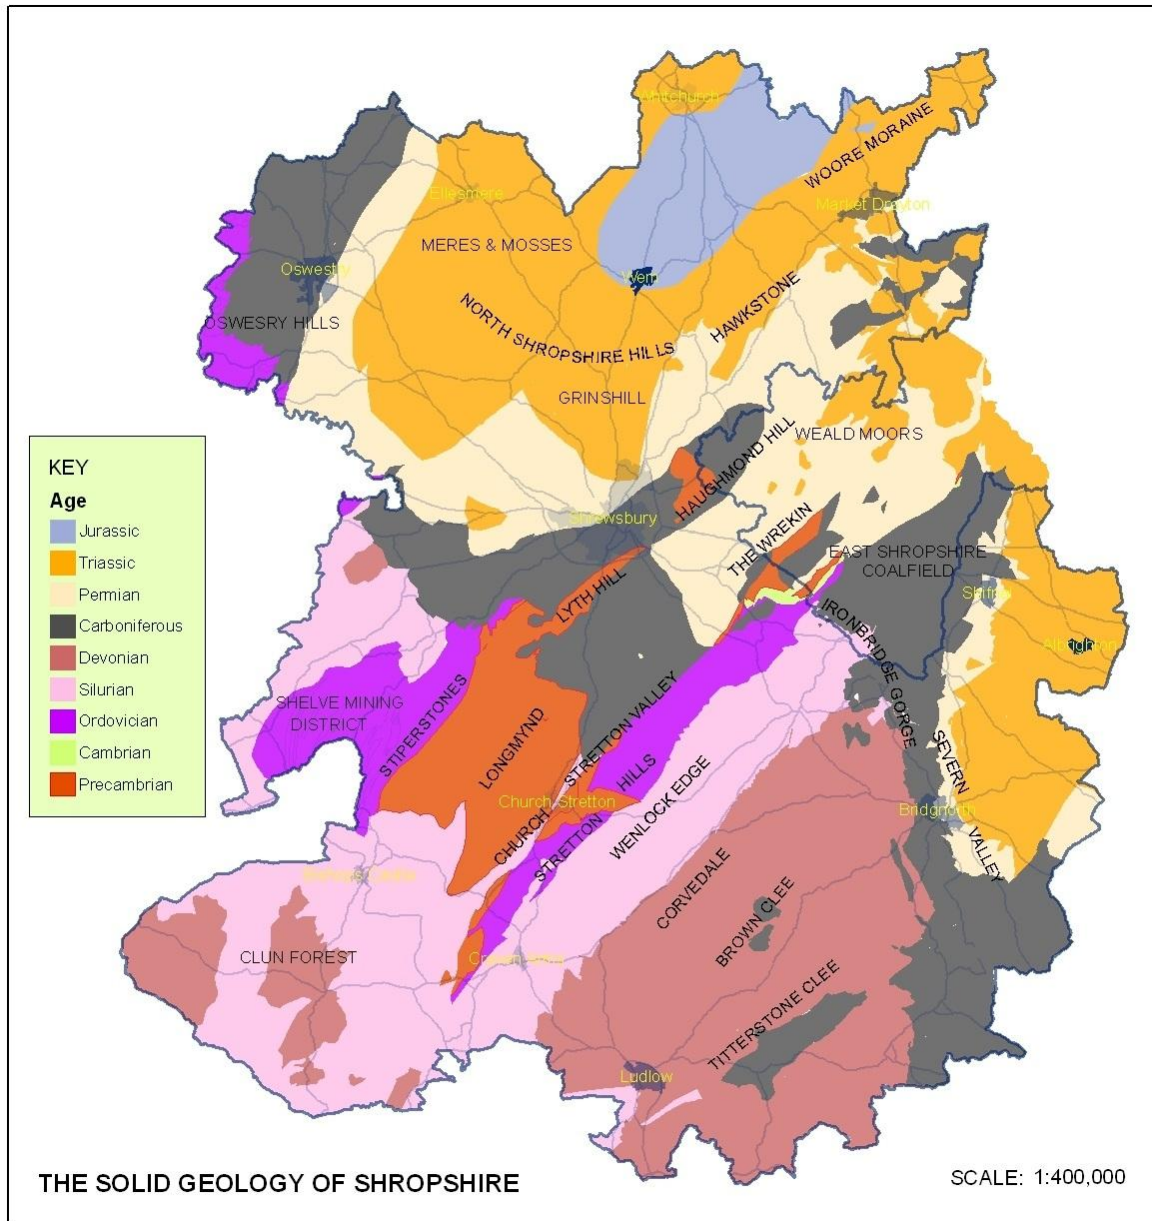 Whitchurch
WOORE MORAINE
Ellesmere
Market Drayton
MERES & MOSSES
Oswestry
Wem
HAWKSTONE
OSWESRY HILLS
NORTH SHROPSHIRE HILLS
GRINSHILL
WEALD MOORS
HAUGHMOND HILL
KEY
Age
Jurassic
Triassic
Permian
Carboniferous
Devonian
Silurian
Ordovician
Cambrian
Precambrian
Shrewsbury
THE WREKIN
EAST SHROPSHIRE
COALFIELD
LYTH HILL
Shifnal
IRONBRIDGE GORGE
Albrighton
SHELVE MINING
DISTRICT
STIPERSTONES
LONGMYND
STRETTON VALLEY
CHURCH
Church Stretton
STRETTON
HILLS
WENLOCK EDGE
SEVERN
VALLEY
Bridgnorth
Bishops Castle
CORVEDALE
BROWN CLEE
CLUN FOREST
Craven Arms
TITTERSTONE CLEE
Ludlow
THE SOLID GEOLOGY OF SHROPSHIRE
SCALE: 1:400,000